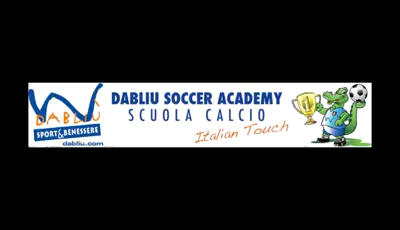 DABLIU
SPORT&BENESSERE
dabliu.com
DABLIU SOCCER ACADEMY
SCUOLA CALCIO
Italian Touch